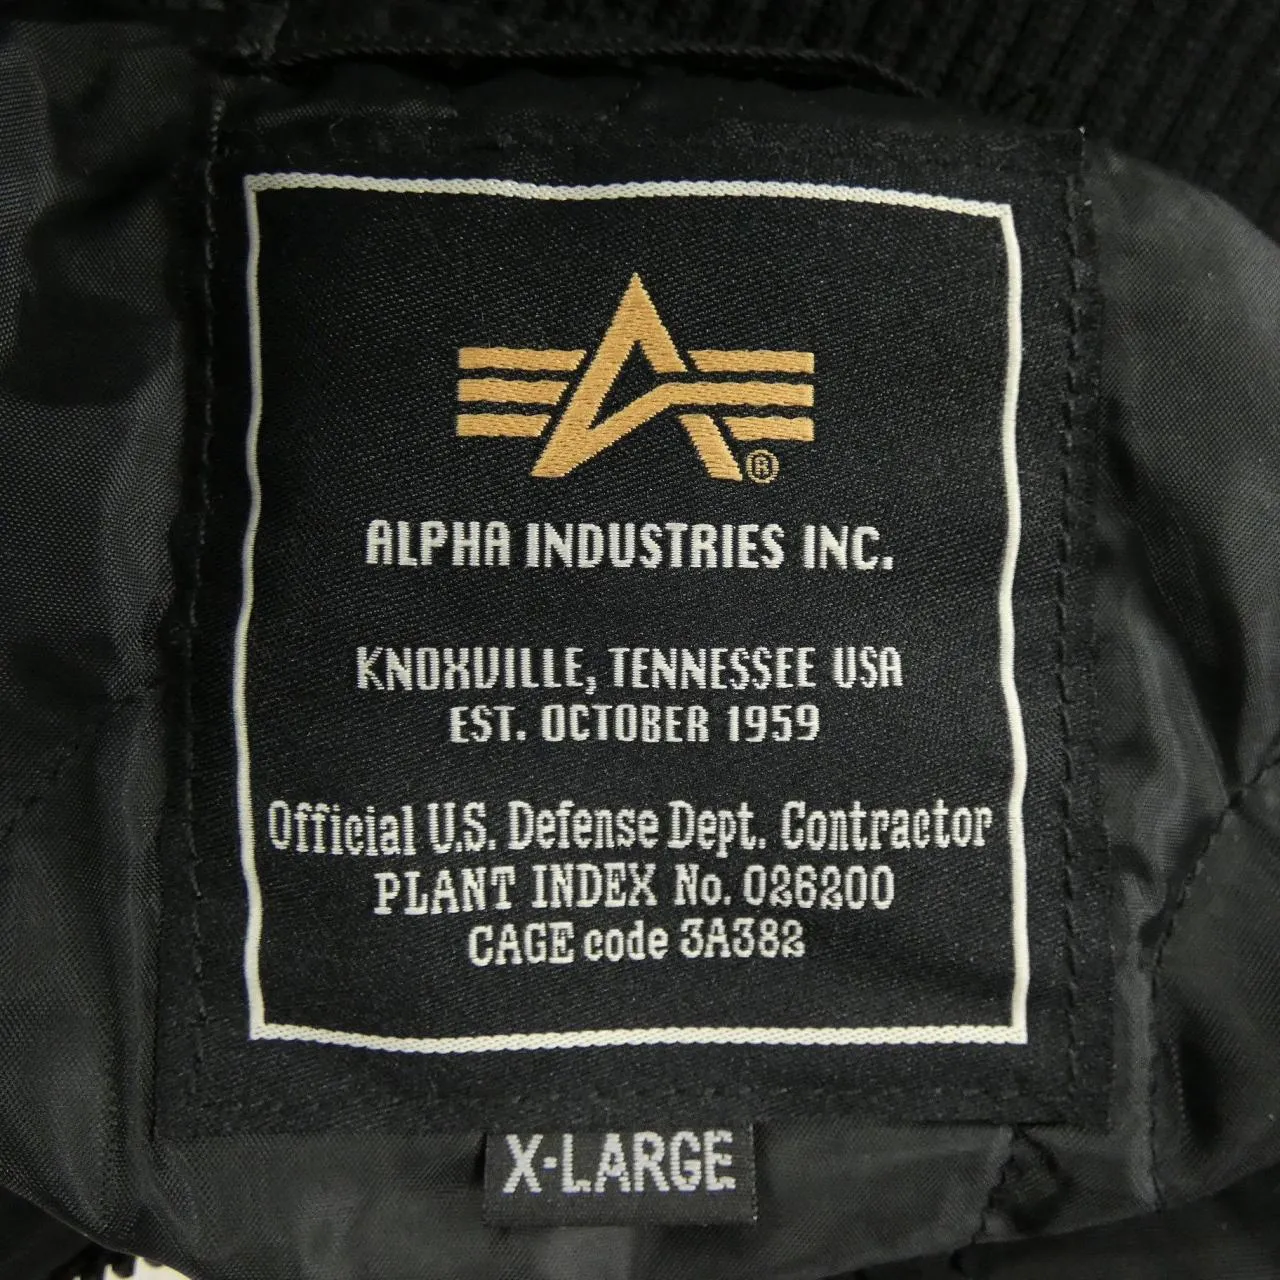 ®
ALPHA INDUSTRIES INC.
KNOXVILLE, TENNESSEE USA
EST. OCTOBER 1959
Official U.S. Defense Dept. Contractor
PLANT INDEX No. 026200
CAGE code 3A382
X-LARGE